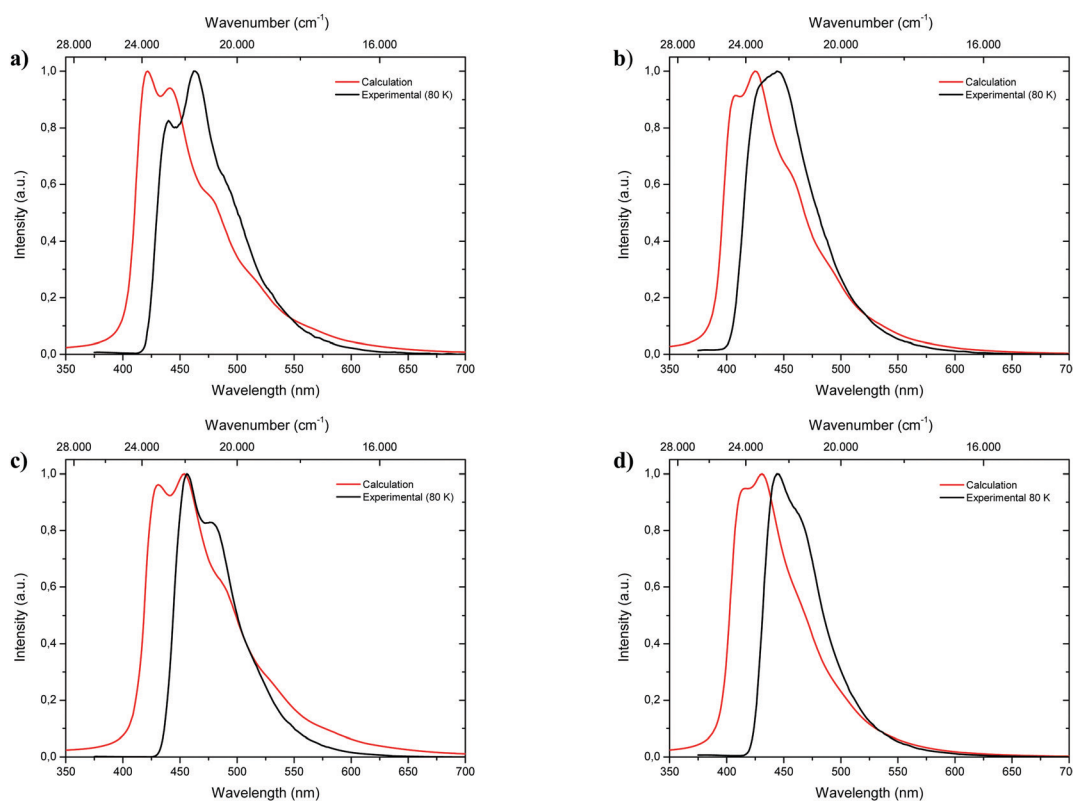 Wavenumber (cm⁻¹)
28.000 24.000 20.000 16.000
a)
1,0
0,8
0,6
0,4
0,2
0,0
Intensity (a.u.)
Calculation
Experimental (80 K)
350 400 450 500 550 600 650 700
Wavelength (nm)
Wavenumber (cm⁻¹)
28.000 24.000 20.000 16.000
b)
1,0
0,8
0,6
0,4
0,2
0,0
Intensity (a.u.)
Calculation
Experimental (80 K)
350 400 450 500 550 600 650 70
Wavelength (nm)
Wavenumber (cm⁻¹)
28.000 24.000 20.000 16.000
c)
1,0
0,8
0,6
0,4
0,2
0,0
Intensity (a.u.)
Calculation
Experimental (80 K)
350 400 450 500 550 600 650 700
Wavelength (nm)
Wavenumber (cm⁻¹)
28.000 24.000 20.000 16.000
d)
1,0
0,8
0,6
0,4
0,2
0,0
Intensity (a.u.)
Calculation
Experimental 80 K)
350 400 450 500 550 600 650 70
Wavelength (nm)